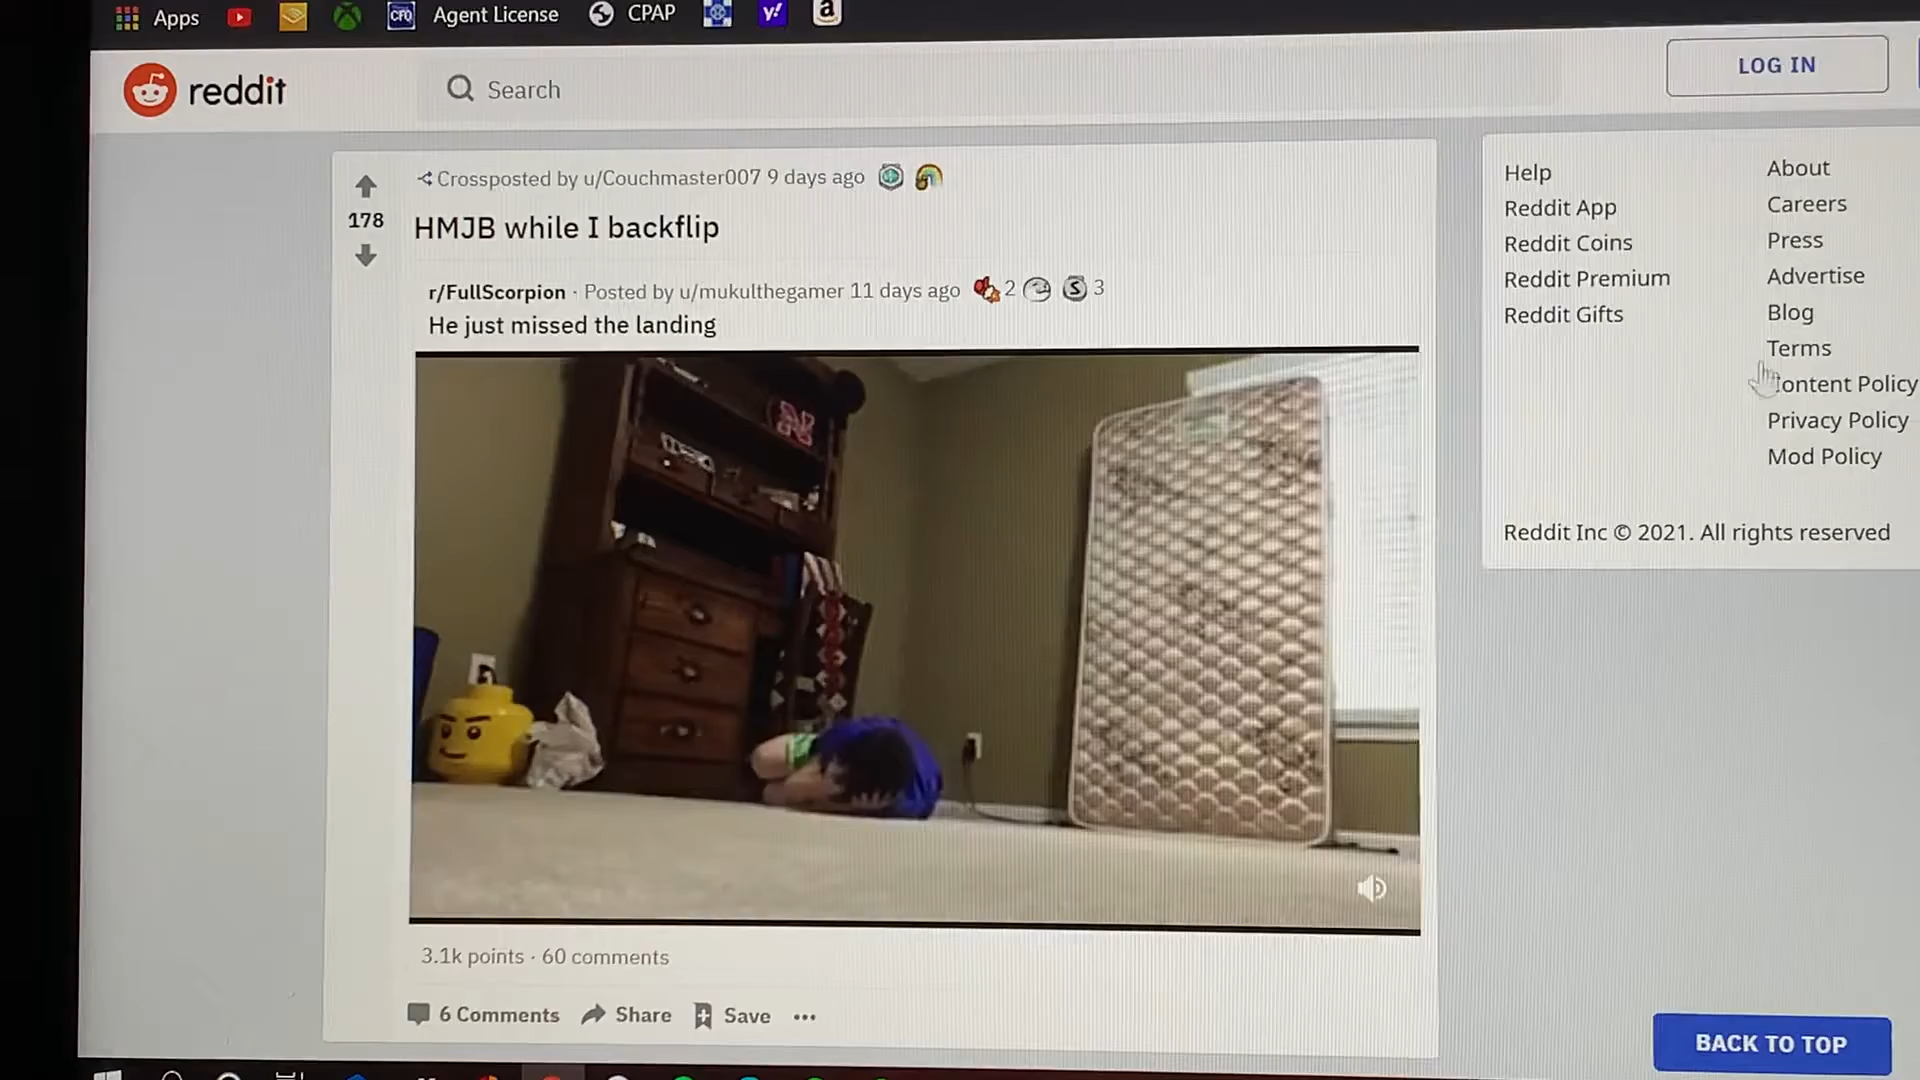 Apps
CFQ
Agent License
CPAP
y!
a
reddit
Search
LOG IN
Crossposted by u/Couchmaster007 9 days ago
178
HMJB while I backflip
r/FullScorpion · Posted by u/mukulthegamer 11 days ago 2 S 3
He just missed the landing
N
3.1k points · 60 comments
6 Comments
Share
Save
Help
Reddit App
Reddit Coins
Reddit Premium
Reddit Gifts
About
Careers
Press
Advertise
Blog
Terms
ontent Policy
Privacy Policy
Mod Policy
Reddit Inc © 2021. All rights reserved
BACK TO TOP